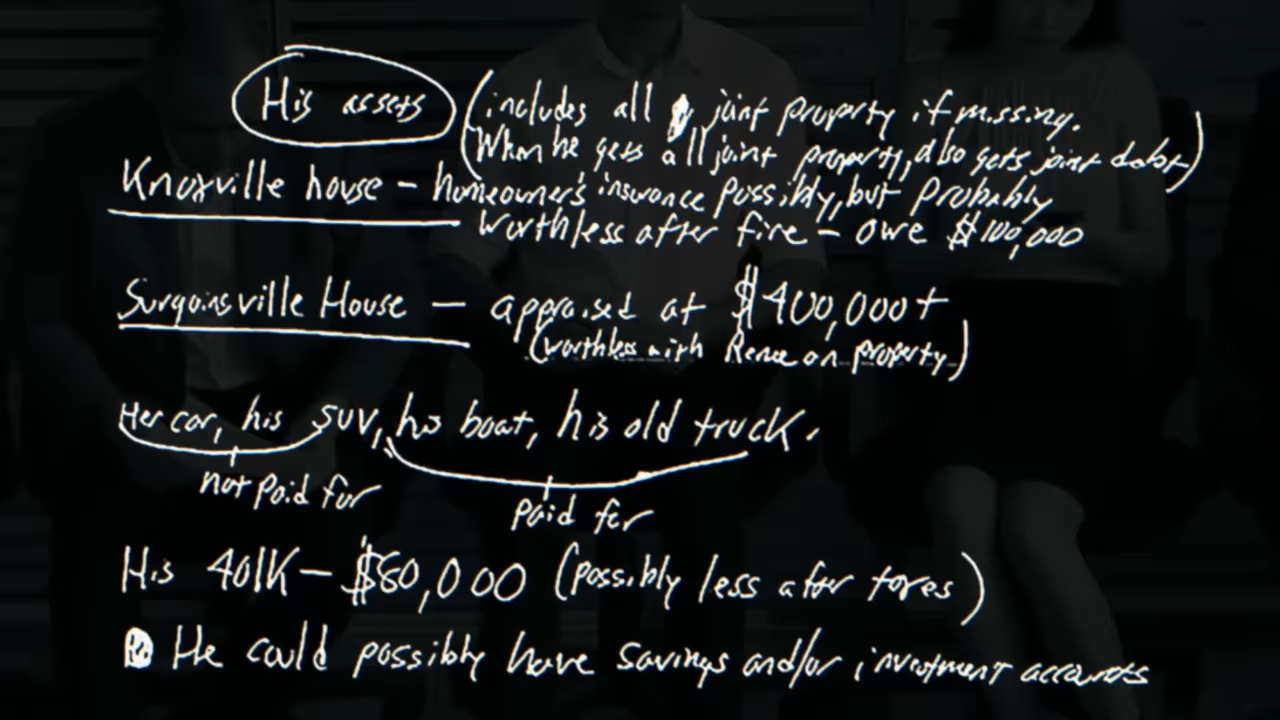 His assets (includes all joint property if missing.
When he gets all joint property, also gets joint debt)
Knoxville house - homeowner's insurance possibly, but probably
worthless after fire - owe $100,000
Surgoinsville House - appraised at $400,000+
(worthless with Renee on property)
Her car, his SUV, his boat, his old truck.
not paid for
paid for
His 401K - $80,000 (possibly less after taxes)
He could possibly have savings and/or investment accounts